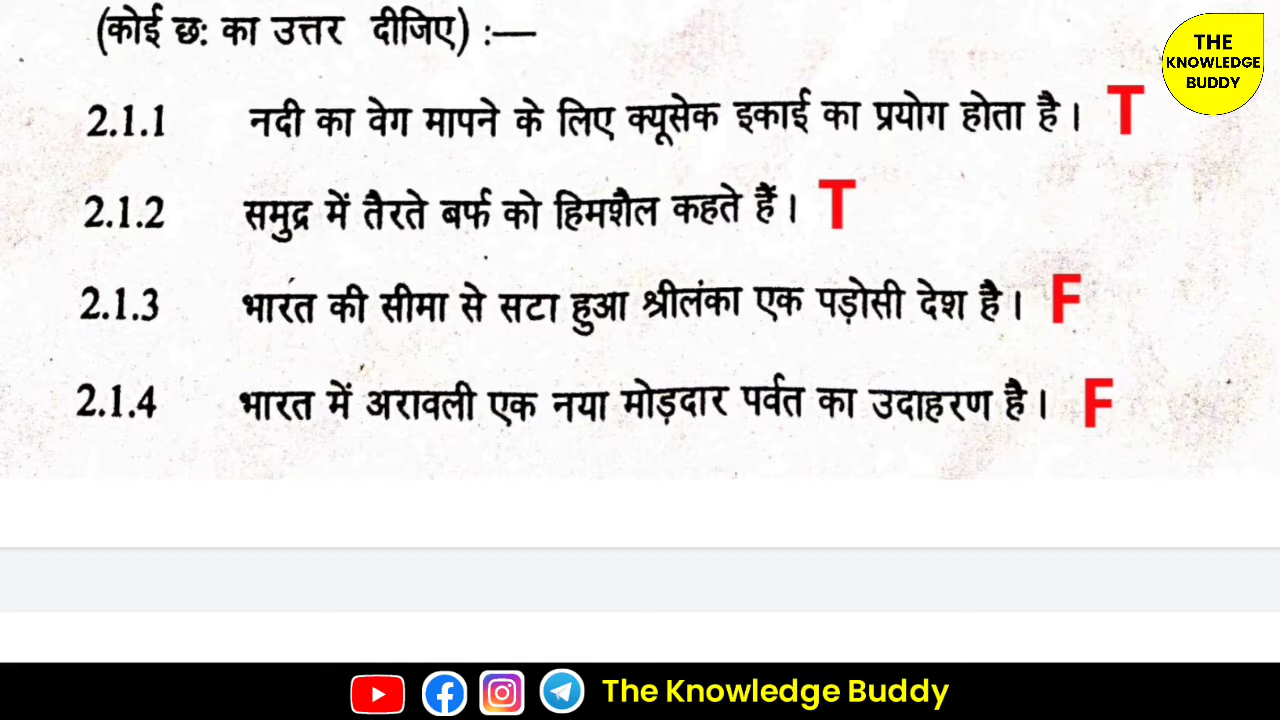 (कोई छ: का उत्तर दीजिए) :—
THE
KNOWLEDGE
BUDDY
2.1.1 नदी का वेग मापने के लिए क्यूसेक इकाई का प्रयोग होता है। T
2.1.2 समुद्र में तैरते बर्फ को हिमशैल कहते हैं। T
2.1.3 भारत की सीमा से सटा हुआ श्रीलंका एक पड़ोसी देश है। F
2.1.4 भारत में अरावली एक नया मोड़दार पर्वत का उदाहरण है। F
The Knowledge Buddy